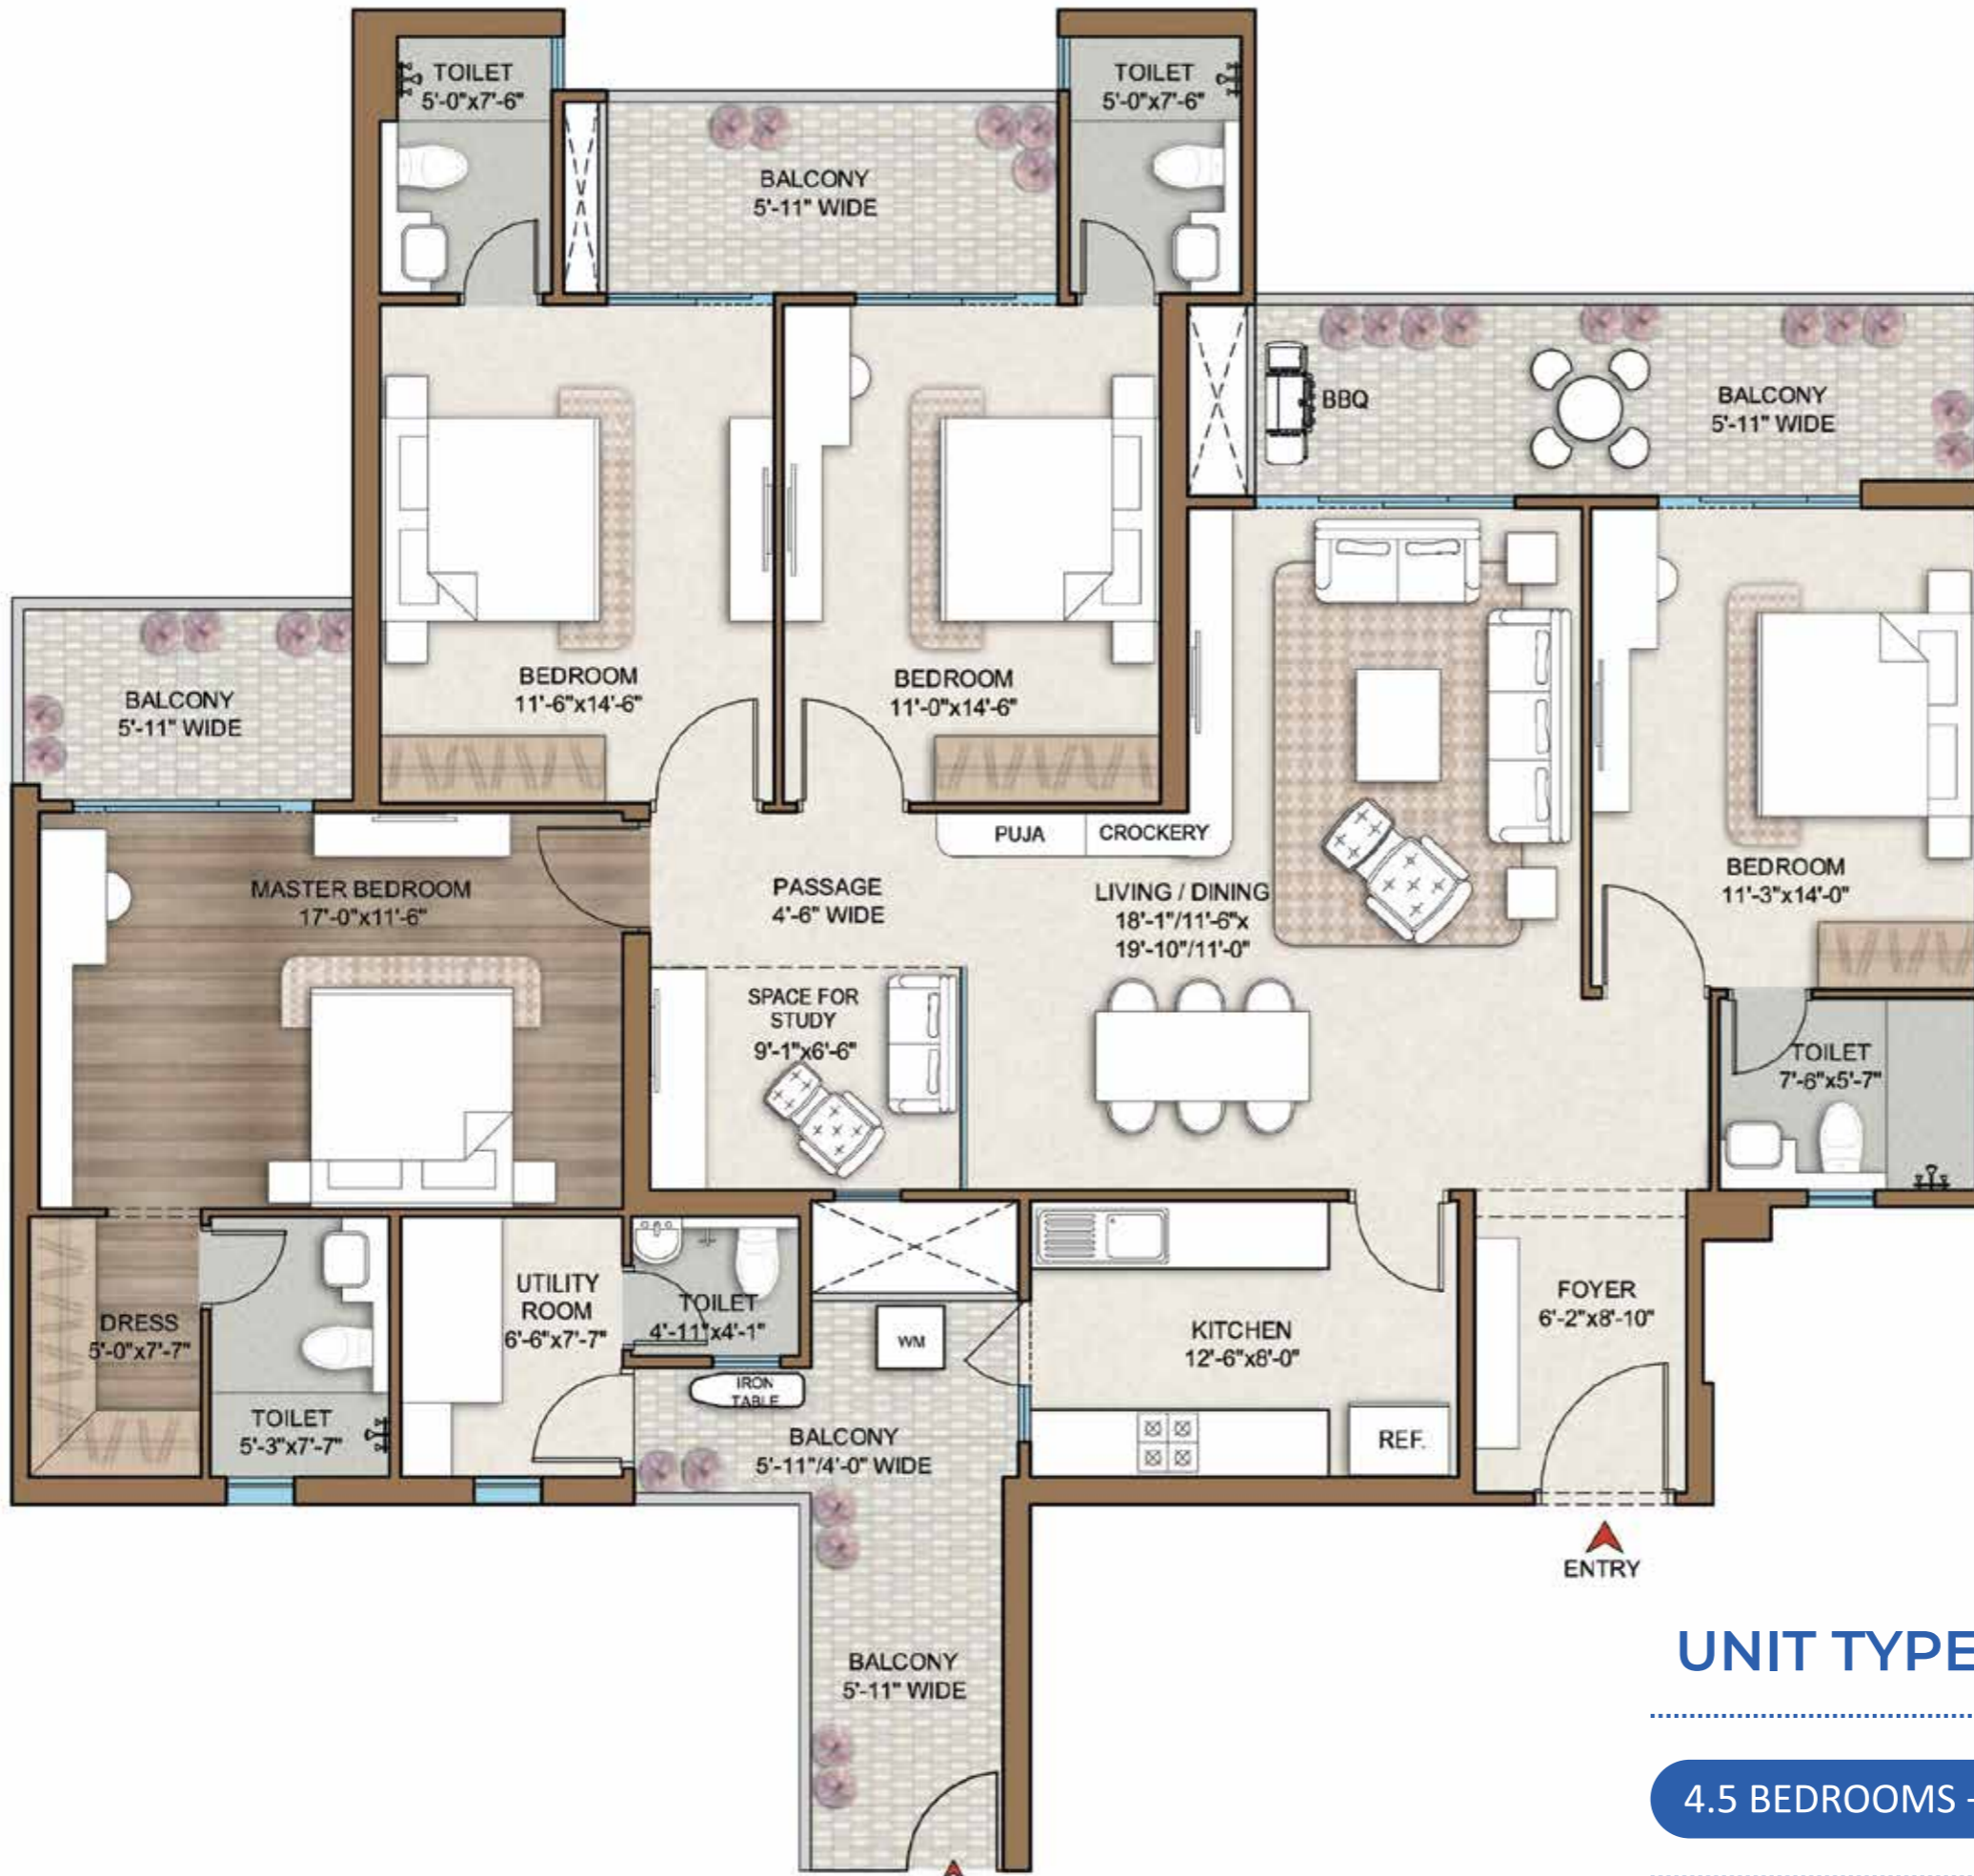 TOILET
5'-0"x7'-6"
TOILET
5'-0"x7'-6"
BALCONY
5'-11" WIDE
BBQ
BALCONY
5'-11" WIDE
BEDROOM
11'-6"x14'-6"
BEDROOM
11'-0"x14'-6"
BALCONY
5'-11" WIDE
PUJA
CROCKERY
MASTER BEDROOM
17'-0"x11'-6"
PASSAGE
4'-6" WIDE
LIVING / DINING
18'-1"/11'-6"x
19'-10"/11'-0"
BEDROOM
11'-3"x14'-0"
SPACE FOR
STUDY
9'-1"x6'-6"
TOILET
7'-6"x5'-7"
DRESS
5'-0"x7'-7"
UTILITY
ROOM
6'-6"x7'-7"
TOILET
4'-11"x4'-1"
WM
KITCHEN
12'-6"x8'-0"
FOYER
6'-2"x8'-10"
IRON
TABLE
TOILET
5'-3"x7'-7"
BALCONY
5'-11"/4'-0" WIDE
REF.
ENTRY
BALCONY
5'-11" WIDE
UNIT TYPE
4.5 BEDROOMS -